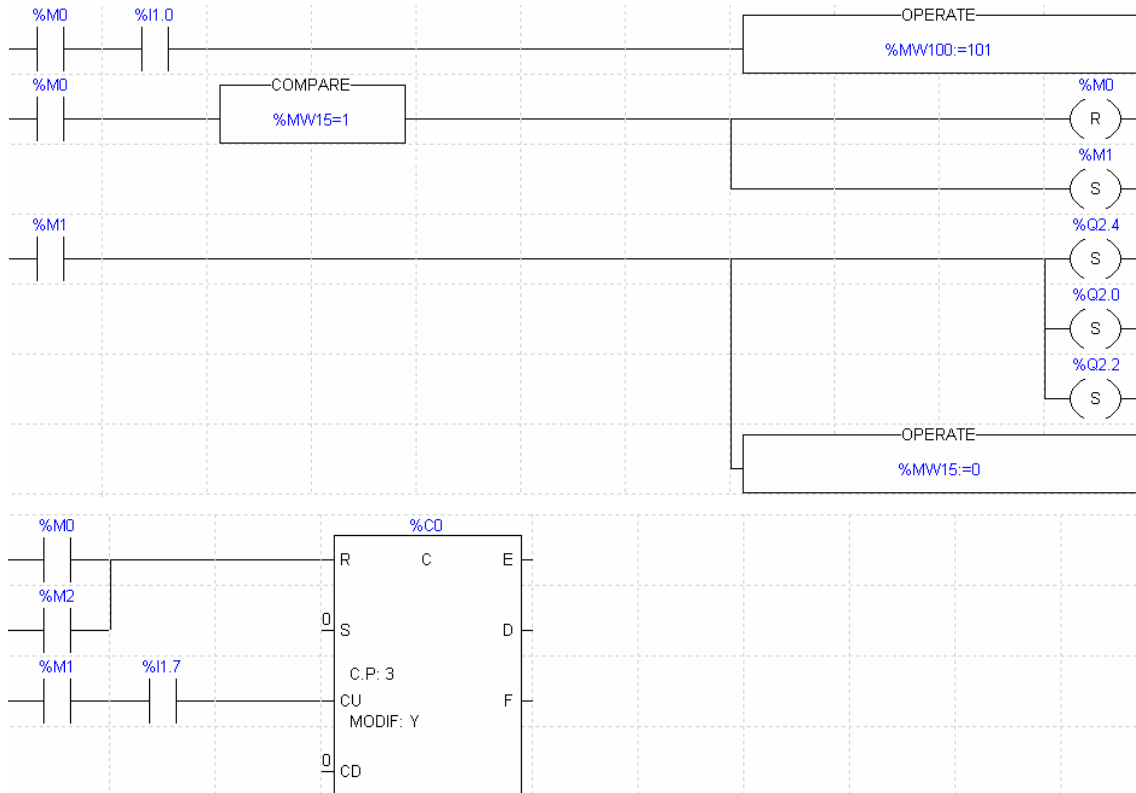 %M0 %I1.0 OPERATE
%MW100:=101
%M0 COMPARE %M0
%MW15=1 R
%M1
S
%M1 %Q2.4
S
%Q2.0
S
%Q2.2
S
OPERATE
%MW15:=0
%M0 %C0
R C E
%M2
0 S D
%M1 %I1.7 C.P: 3
CU F
MODIF: Y
0 CD